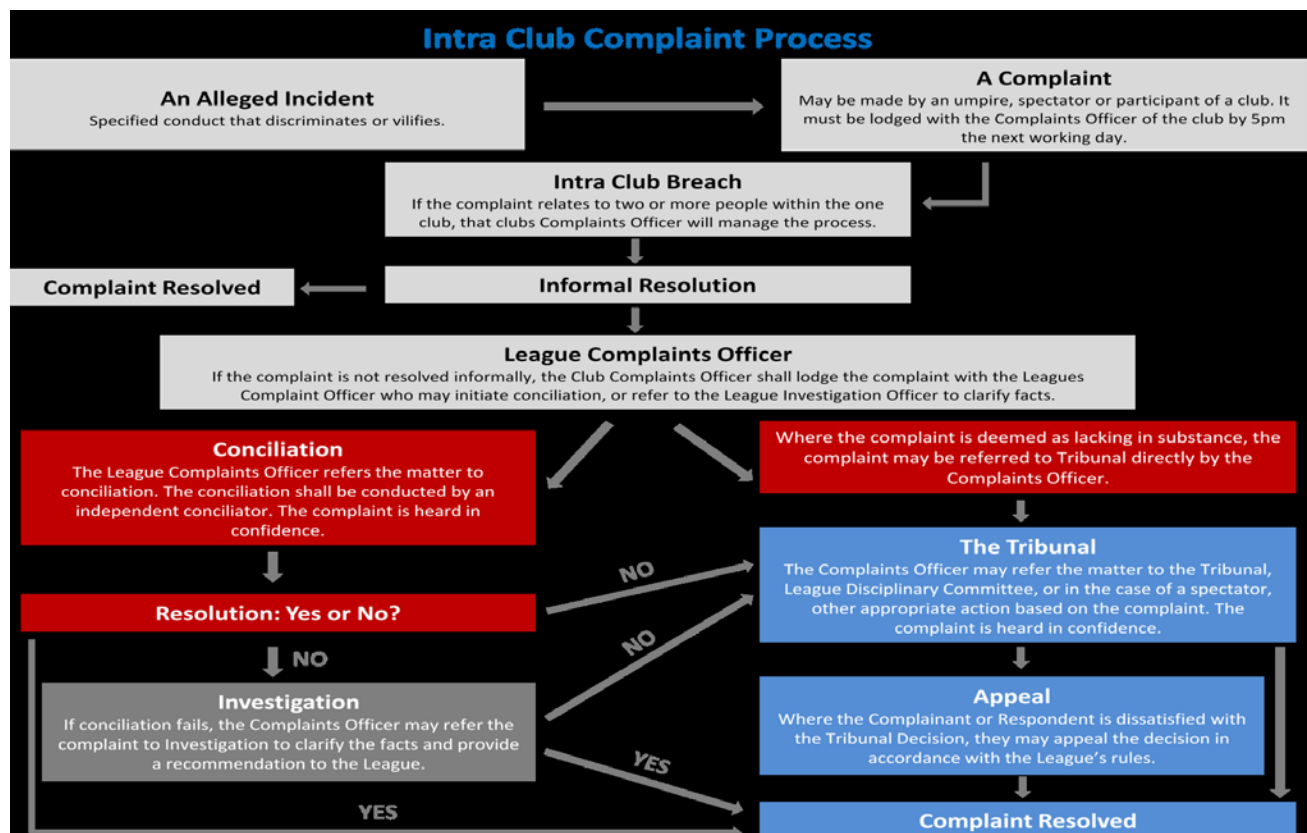 Intra Club Complaint Process
An Alleged Incident
Specified conduct that discriminates or vilifies.
A Complaint
May be made by an umpire, spectator or participant of a club. It
must be lodged with the Complaints Officer of the club by 5pm
the next working day.
Intra Club Breach
If the complaint relates to two or more people within the one
club, that clubs Complaints Officer will manage the process.
Complaint Resolved
Informal Resolution
League Complaints Officer
If the complaint is not resolved informally, the Club Complaints Officer shall lodge the complaint with the Leagues
Complaint Officer who may initiate conciliation, or refer to the League Investigation Officer to clarify facts.
Conciliation
The League Complaints Officer refers the matter to
conciliation. The conciliation shall be conducted by an
independent conciliator. The complaint is heard in
confidence.
Where the complaint is deemed as lacking in substance, the
complaint may be referred to Tribunal directly by the
Complaints Officer.
The Tribunal
The Complaints Officer may refer the matter to the Tribunal,
League Disciplinary Committee, or in the case of a spectator,
other appropriate action based on the complaint. The
complaint is heard in confidence.
NO
Resolution: Yes or No?
NO
NO
Investigation
If conciliation fails, the Complaints Officer may refer the
complaint to Investigation to clarify the facts and provide
a recommendation to the League.
Appeal
Where the Complainant or Respondent is dissatisfied with
the Tribunal Decision, they may appeal the decision in
accordance with the League's rules.
YES
YES
Complaint Resolved